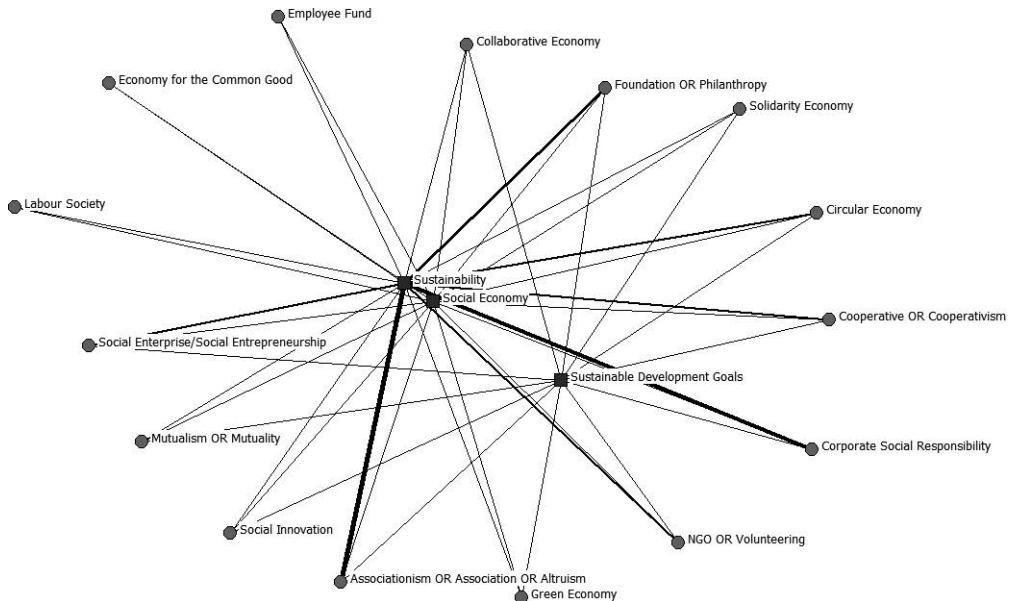 Employee Fund
Collaborative Economy
Economy for the Common Good
Foundation OR Philanthropy
Solidarity Economy
Labour Society
Circular Economy
Sustainability
Social Economy
Cooperative OR Cooperativism
Social Enterprise/Social Entrepreneurship
Sustainable Development Goals
Mutualism OR Mutuality
Corporate Social Responsibility
Social Innovation
NGO OR Volunteering
Associationism OR Association OR Altruism
Green Economy